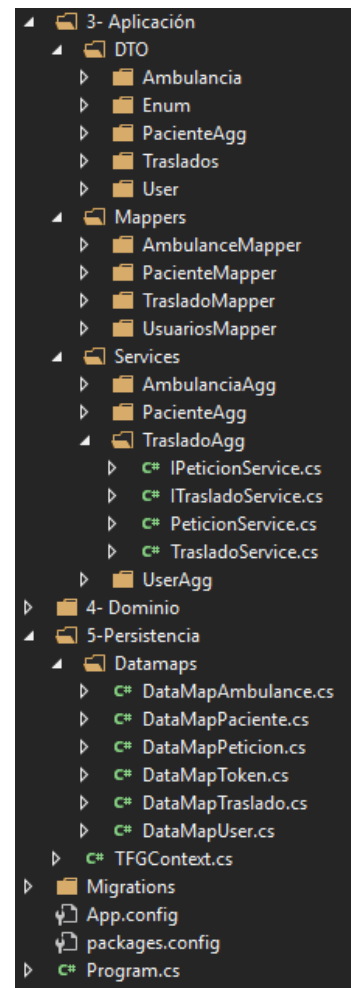 3- Aplicación
DTO
Ambulancia
Enum
PacienteAgg
Traslados
User
Mappers
AmbulanceMapper
PacienteMapper
TrasladoMapper
UsuariosMapper
Services
AmbulanciaAgg
PacienteAgg
TrasladoAgg
C# IPeticionService.cs
C# ITrasladoService.cs
C# PeticionService.cs
C# TrasladoService.cs
UserAgg
4- Dominio
5-Persistencia
Datamaps
C# DataMapAmbulance.cs
C# DataMapPaciente.cs
C# DataMapPeticion.cs
C# DataMapToken.cs
C# DataMapTraslado.cs
C# DataMapUser.cs
C# TFGContext.cs
Migrations
App.config
packages.config
C# Program.cs